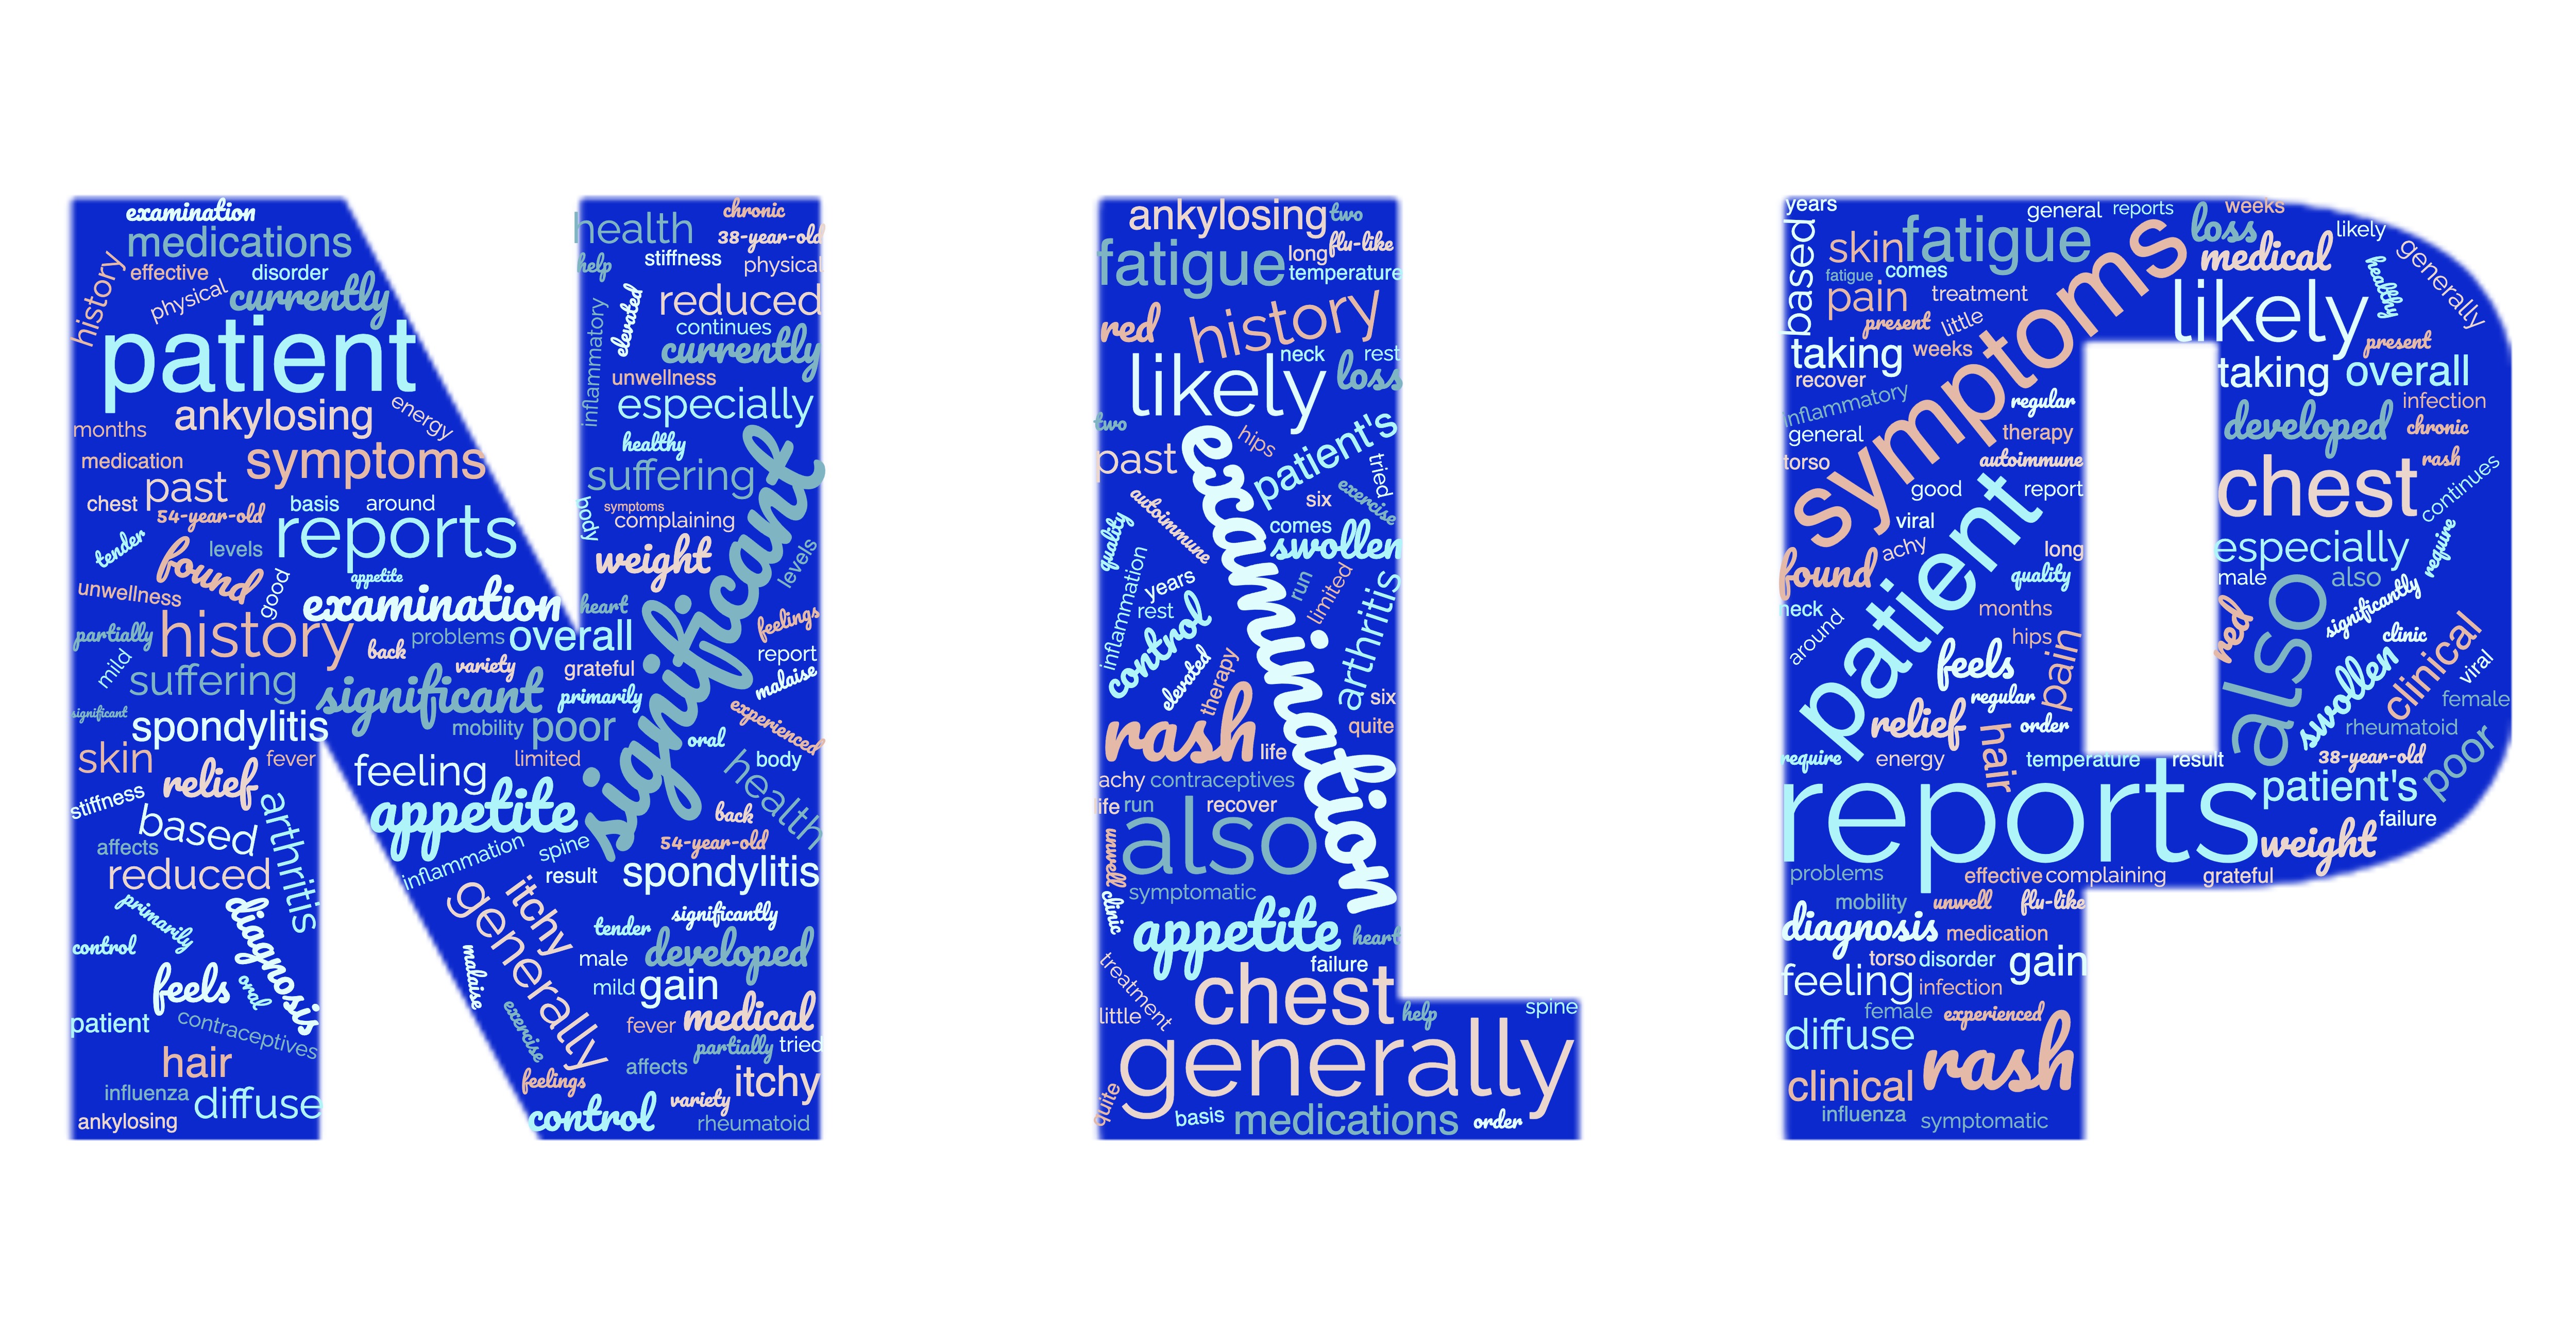 examination
medications
history
effective
disorder
physical
currently
patient
ankylosing
energy
months
symptoms
medication
past
chest
basis
around
54-year-old
reports
tender
found
levels
appetite
unwellness
good
examination
partially
history
back
problems
overall
mild
suffering
variety
grateful
significant
significant
primarily
spondylitis
mobility
poor
skin
relief
fever
feeling
limited
stiffness
based
arthritis
appetite
affects
reduced
inflammation
spine
result
primarily
diagnosis
generally
itchy
control
feels
oral
malaise
patient
contraceptives
exercise
hair
influenza
diffuse
ankylosing
health
chronic
38-year-old
help
stiffness
physical
elevated
reduced
inflammatory
continues
currently
unwellness
especially
healthy
suffering
significant
body
symptoms
complaining
weight
levels
heart
feelings
report
malaise
experienced
oral
body
health
back
54-year-old
spondylitis
significantly
tender
developed
male
mild
gain
fever
medical
partially
tried
affects
feelings
itchy
variety
control
rheumatoid
ankylosing
two
fatigue
long
flu-like
temperature
red
history
neck
rest
likely
loss
two
hips
patient's
past
examination
tried
autoimmune
six
exercise
quality
comes
swollen
inflammation
years
run
limited
arthritis
rest
control
elevated
therapy
six
rash
quite
life
achy
contraceptives
life
run
recover
unwell
also
symptomatic
clinic
appetite
heart
treatment
failure
chest
help
spine
little
generally
quite
basis
medications
order
years
general
reports
loss
weeks
based
skin
fatigue
likely
generally
fatigue
comes
medical
healthy
pain
treatment
symptoms
present
little
likely
present
taking
weeks
taking
overall
recover
inflammatory
regular
infection
general
therapy
developed
chronic
torso
autoimmune
chest
rash
good
report
continues
viral
patient
achy
long
especially
require
found
quality
male
also
neck
months
also
significantly
around
hips
red
clinic
clinical
feels
pain
swollen
viral
regular
female
relief
hair
order
rheumatoid
poor
require
energy
temperature
result
38-year-old
reports
patient's
failure
weight
problems
effective
complaining
grateful
mobility
unwell
flu-like
diagnosis
medication
torso
disorder
gain
feeling
infection
female
experienced
diffuse
rash
clinical
influenza
symptomatic